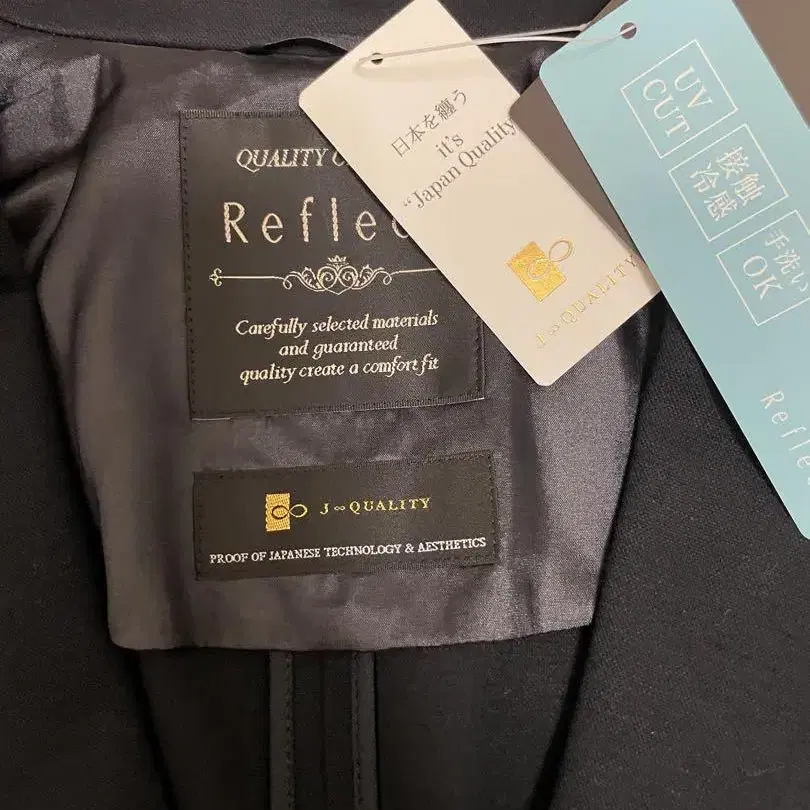 QUALITY
Reflec
Carefully selected materials
and guaranteed
quality create a comfort fit
J∞QUALITY
PROOF OF JAPANESE TECHNOLOGY & AESTHETICS
日本を纏う
it's
"Japan Quality
J∞QUALITY
UV
CUT
接触
冷感
手洗い
OK
Refle